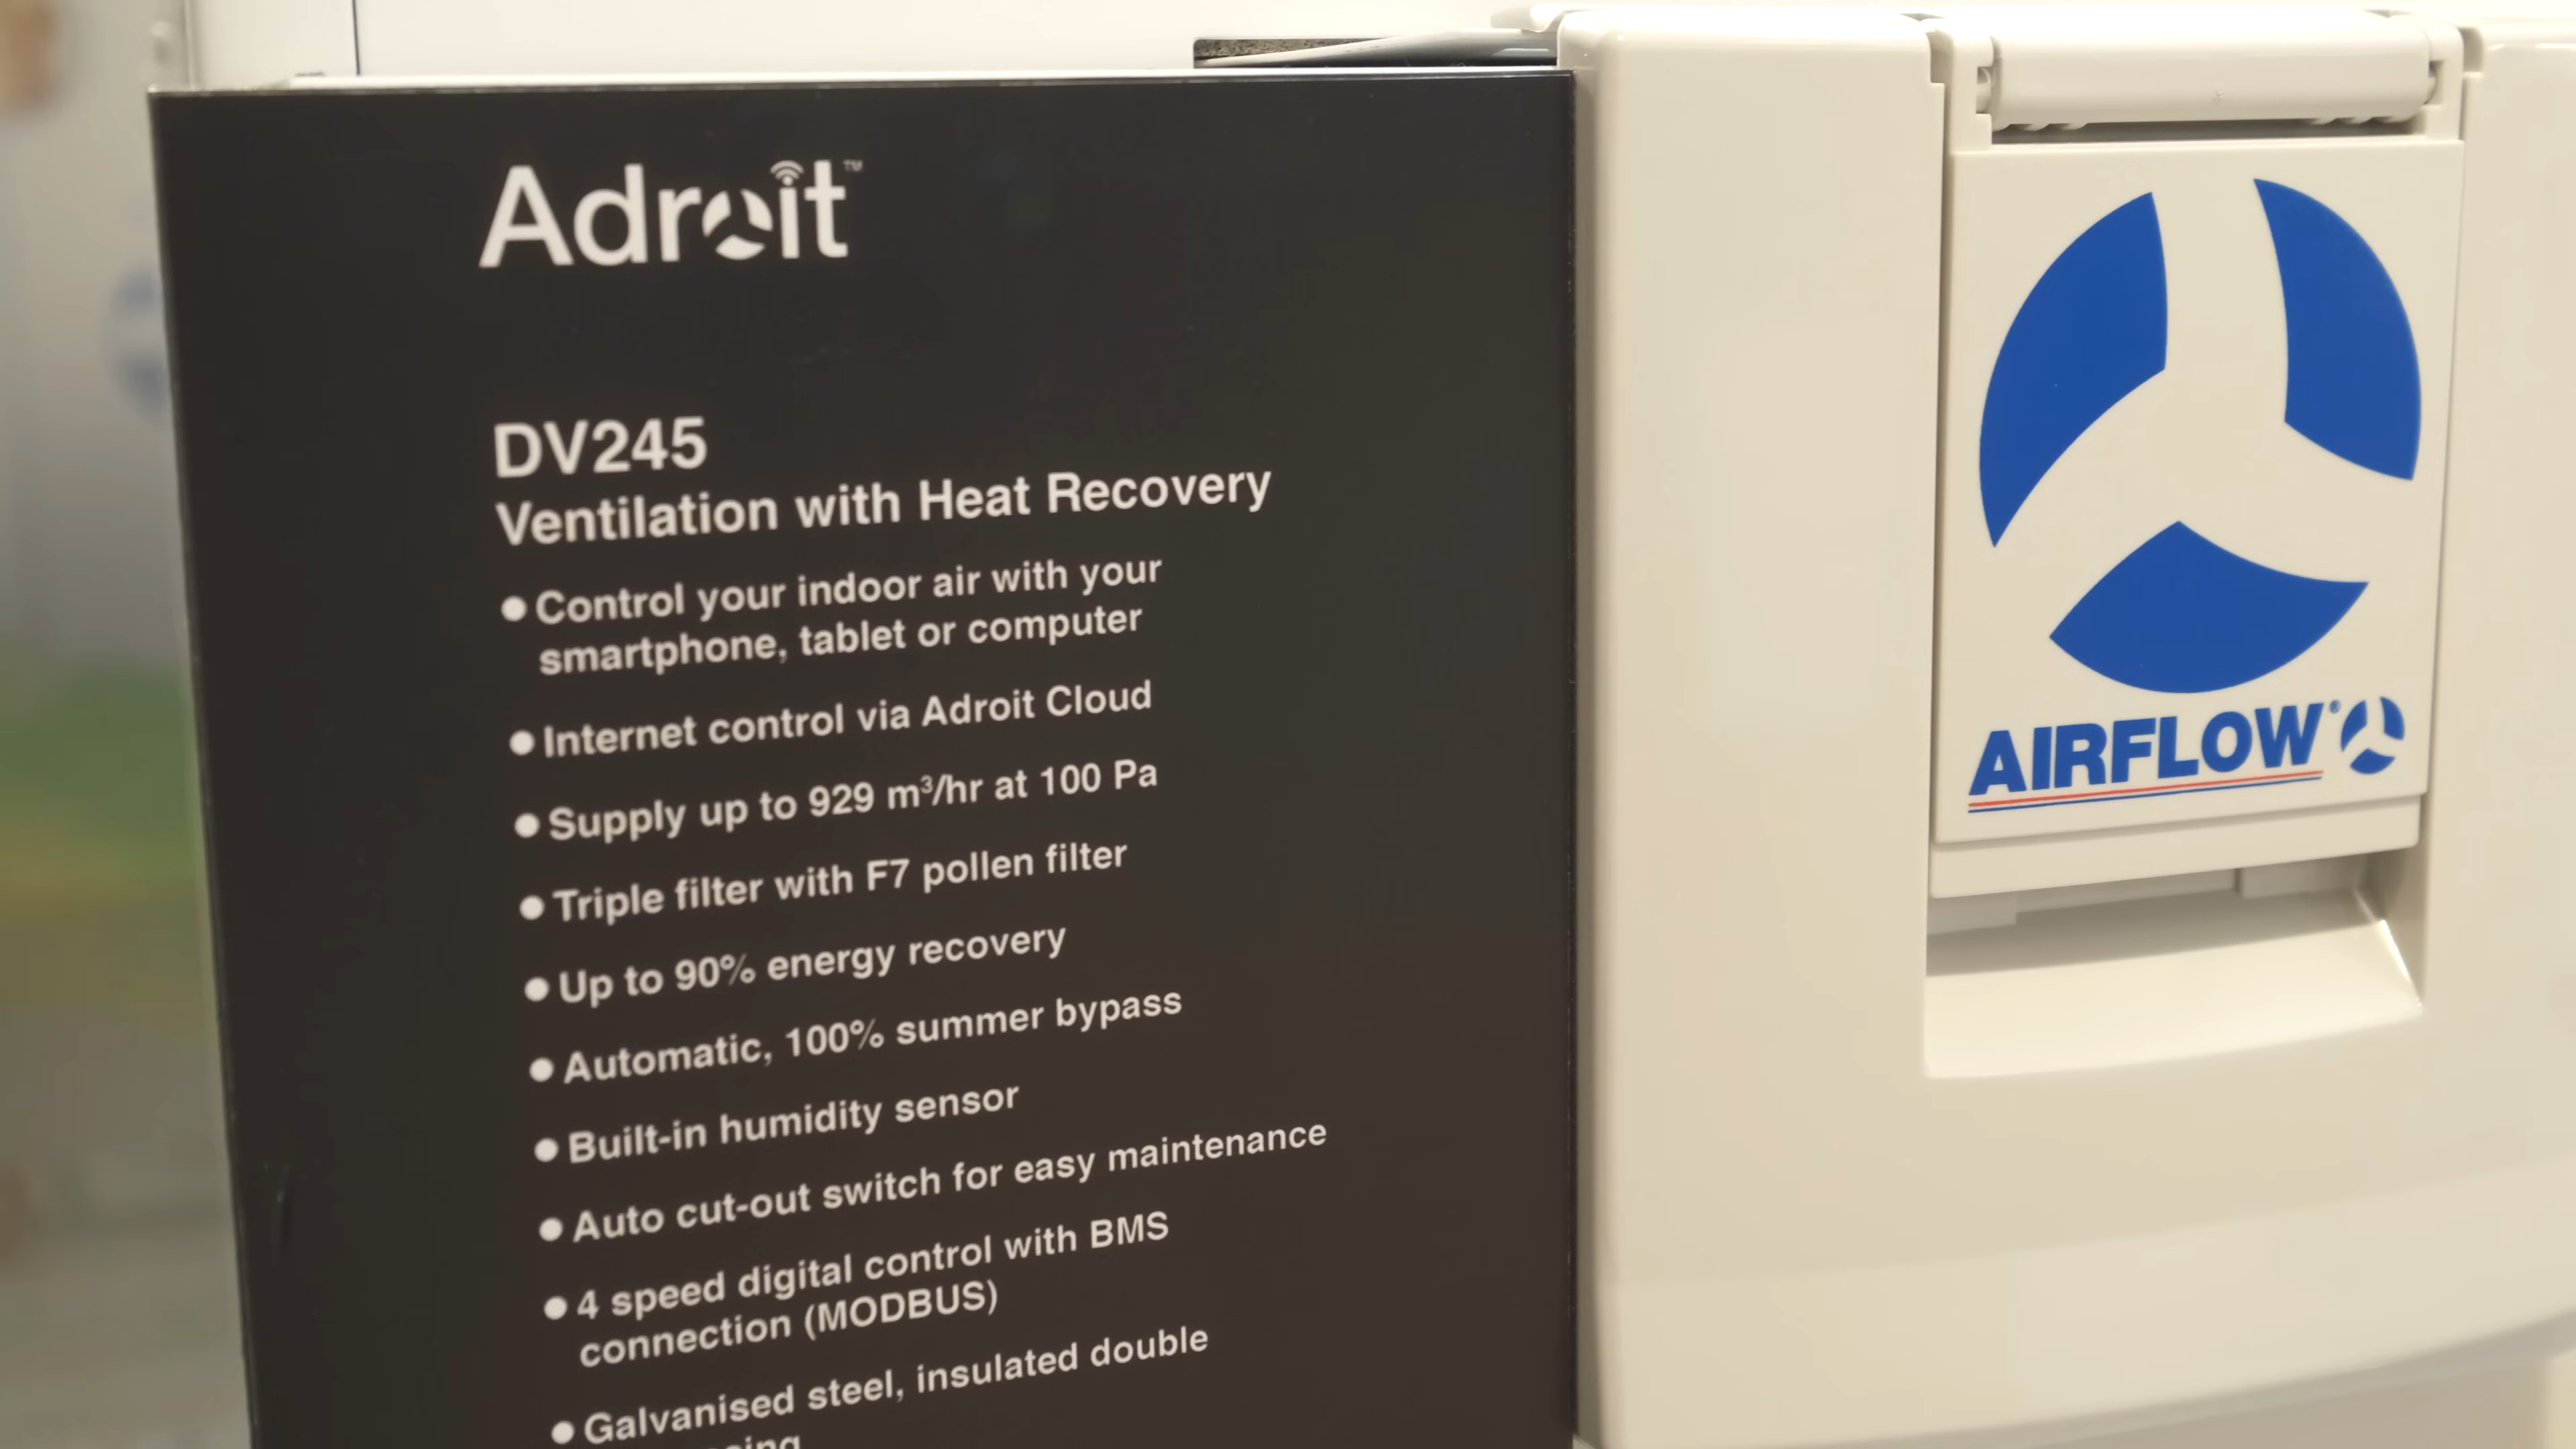 Adroit™
DV245
Ventilation with Heat Recovery
● Control your indoor air with your
smartphone, tablet or computer
● Internet control via Adroit Cloud
● Supply up to 929 m³/hr at 100 Pa
● Triple filter with F7 pollen filter
● Up to 90% energy recovery
● Automatic, 100% summer bypass
● Built-in humidity sensor
● Auto cut-out switch for easy maintenance
● 4 speed digital control with BMS
connection (MODBUS)
● Galvanised steel, insulated double
AIRFLOW®